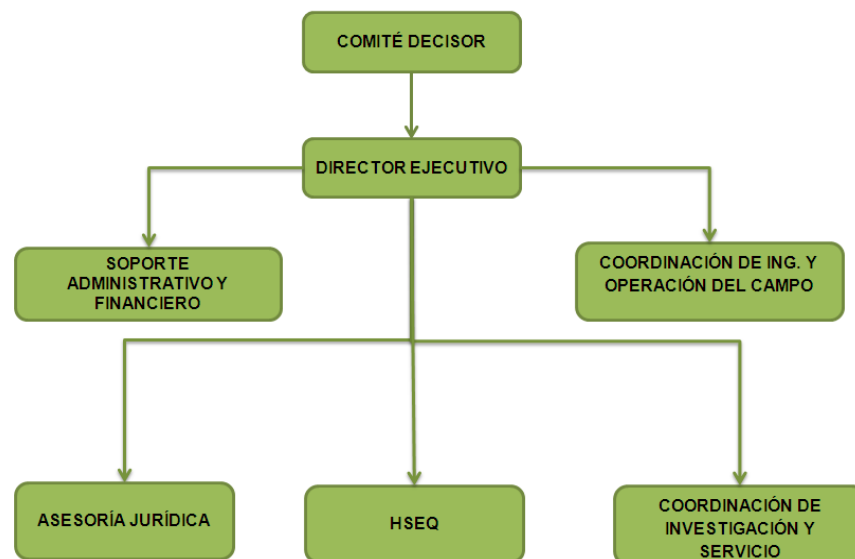 COMITÉ DECISOR
DIRECTOR EJECUTIVO
SOPORTE
ADMINISTRATIVO Y
FINANCIERO
COORDINACIÓN DE ING. Y
OPERACIÓN DEL CAMPO
ASESORÍA JURÍDICA
HSEQ
COORDINACIÓN DE
INVESTIGACIÓN Y
SERVICIO